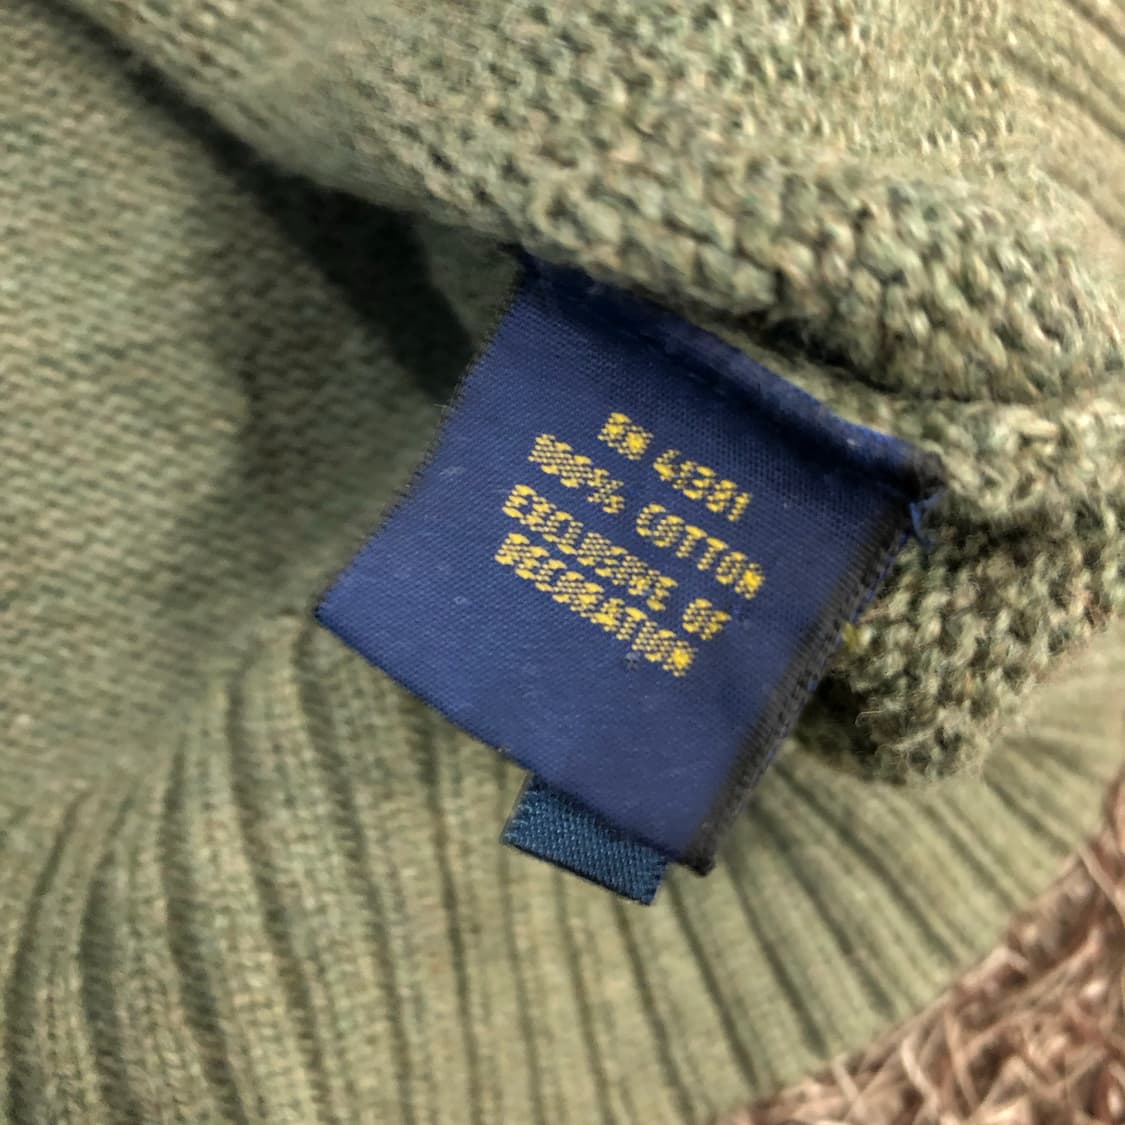 RN 41381
100% COTTON
EXCLUSIVE OF
DECORATION